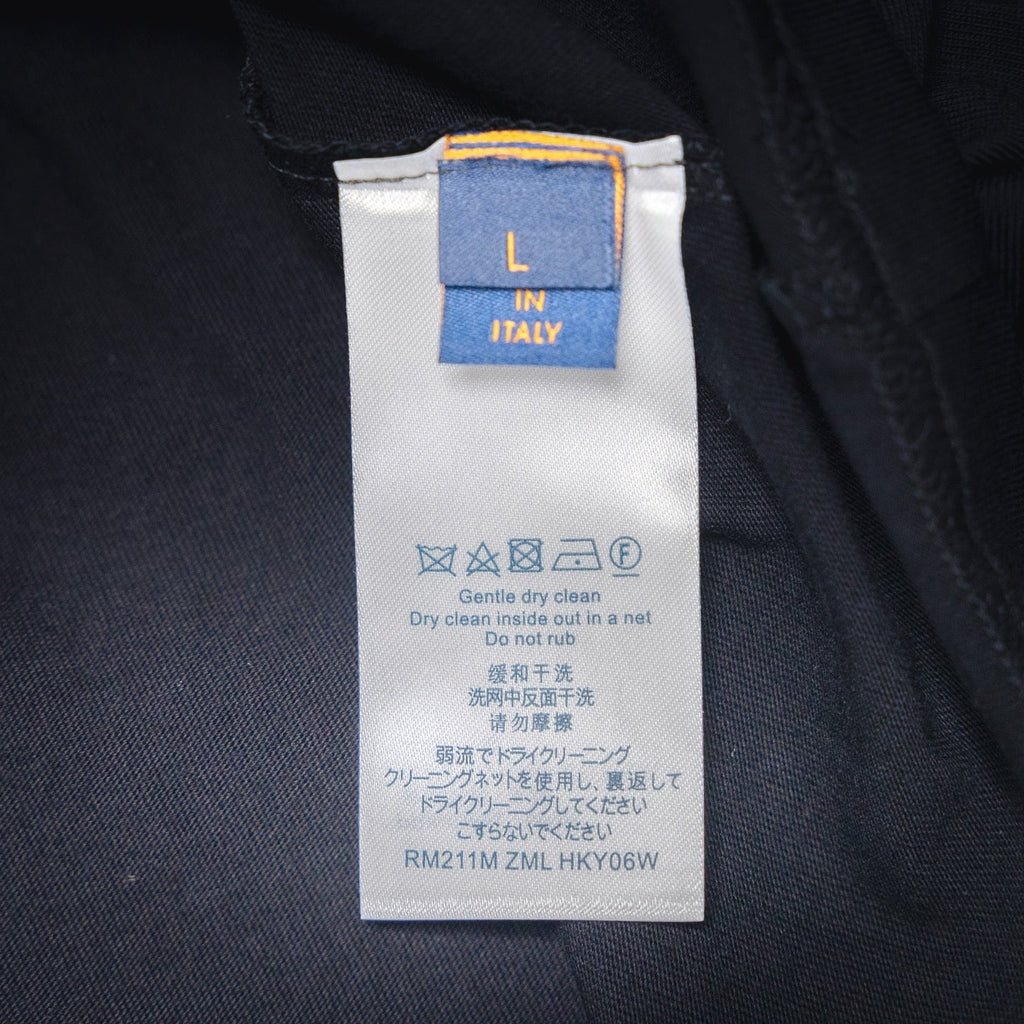 L
IN
ITALY
F
Gentle dry clean
Dry clean inside out in a net
Do not rub
缓和干洗
洗网中反面干洗
请勿摩擦
弱流でドライクリーニング
クリーニングネットを使用し、裏返して
ドライクリーニングしてください
こすらないでください
RM211M ZML HKY06W